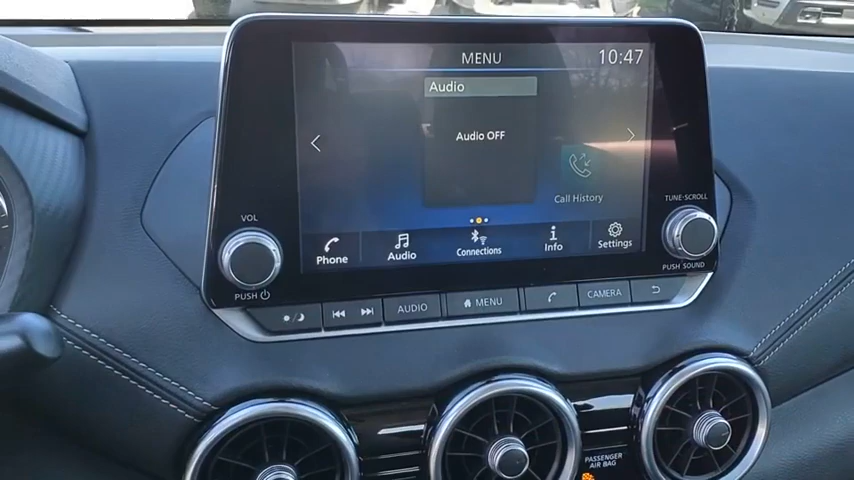 MENU
10:47
Audio
Audio OFF
Call History
Phone
Audio
Connections
Info
Settings
VOL
PUSH
TUNE·SCROLL
PUSH SOUND
AUDIO
MENU
CAMERA
PASSENGER
AIR BAG